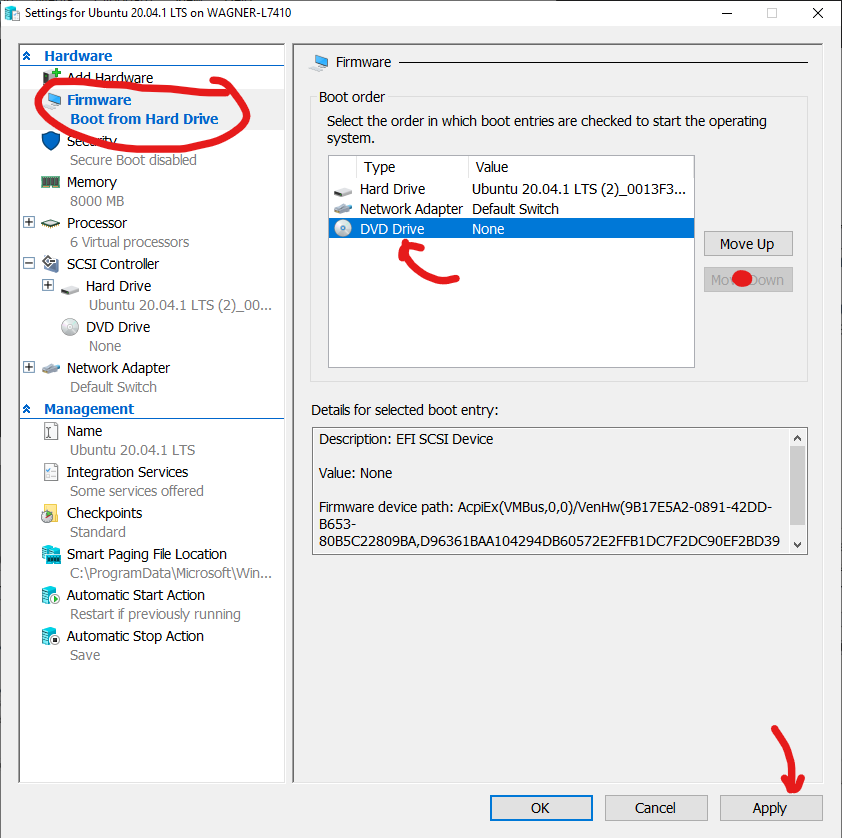 Settings for Ubuntu 20.04.1 LTS on WAGNER-L7410
Hardware
Add Hardware
Firmware
Boot from Hard Drive
Security
Secure Boot disabled
Memory
8000 MB
Processor
6 Virtual processors
SCSI Controller
Hard Drive
Ubuntu 20.04.1 LTS (2)_00...
DVD Drive
None
Network Adapter
Default Switch
Management
Name
Ubuntu 20.04.1 LTS
Integration Services
Some services offered
Checkpoints
Standard
Smart Paging File Location
C:\ProgramData\Microsoft\Win...
Automatic Start Action
Restart if previously running
Automatic Stop Action
Save
Firmware
Boot order
Select the order in which boot entries are checked to start the operating
system.
Type Value
Hard Drive Ubuntu 20.04.1 LTS (2)_0013F3...
Network Adapter Default Switch
DVD Drive None
Move Up
Move Down
Details for selected boot entry:
Description: EFI SCSI Device
Value: None
Firmware device path: AcpiEx(VMBus,0,0)/VenHw(9B17E5A2-0891-42DD-
B653-
80B5C22809BA,D96361BAA104294DB60572E2FFB1DC7F2DC90EF2BD39
OK Cancel Apply